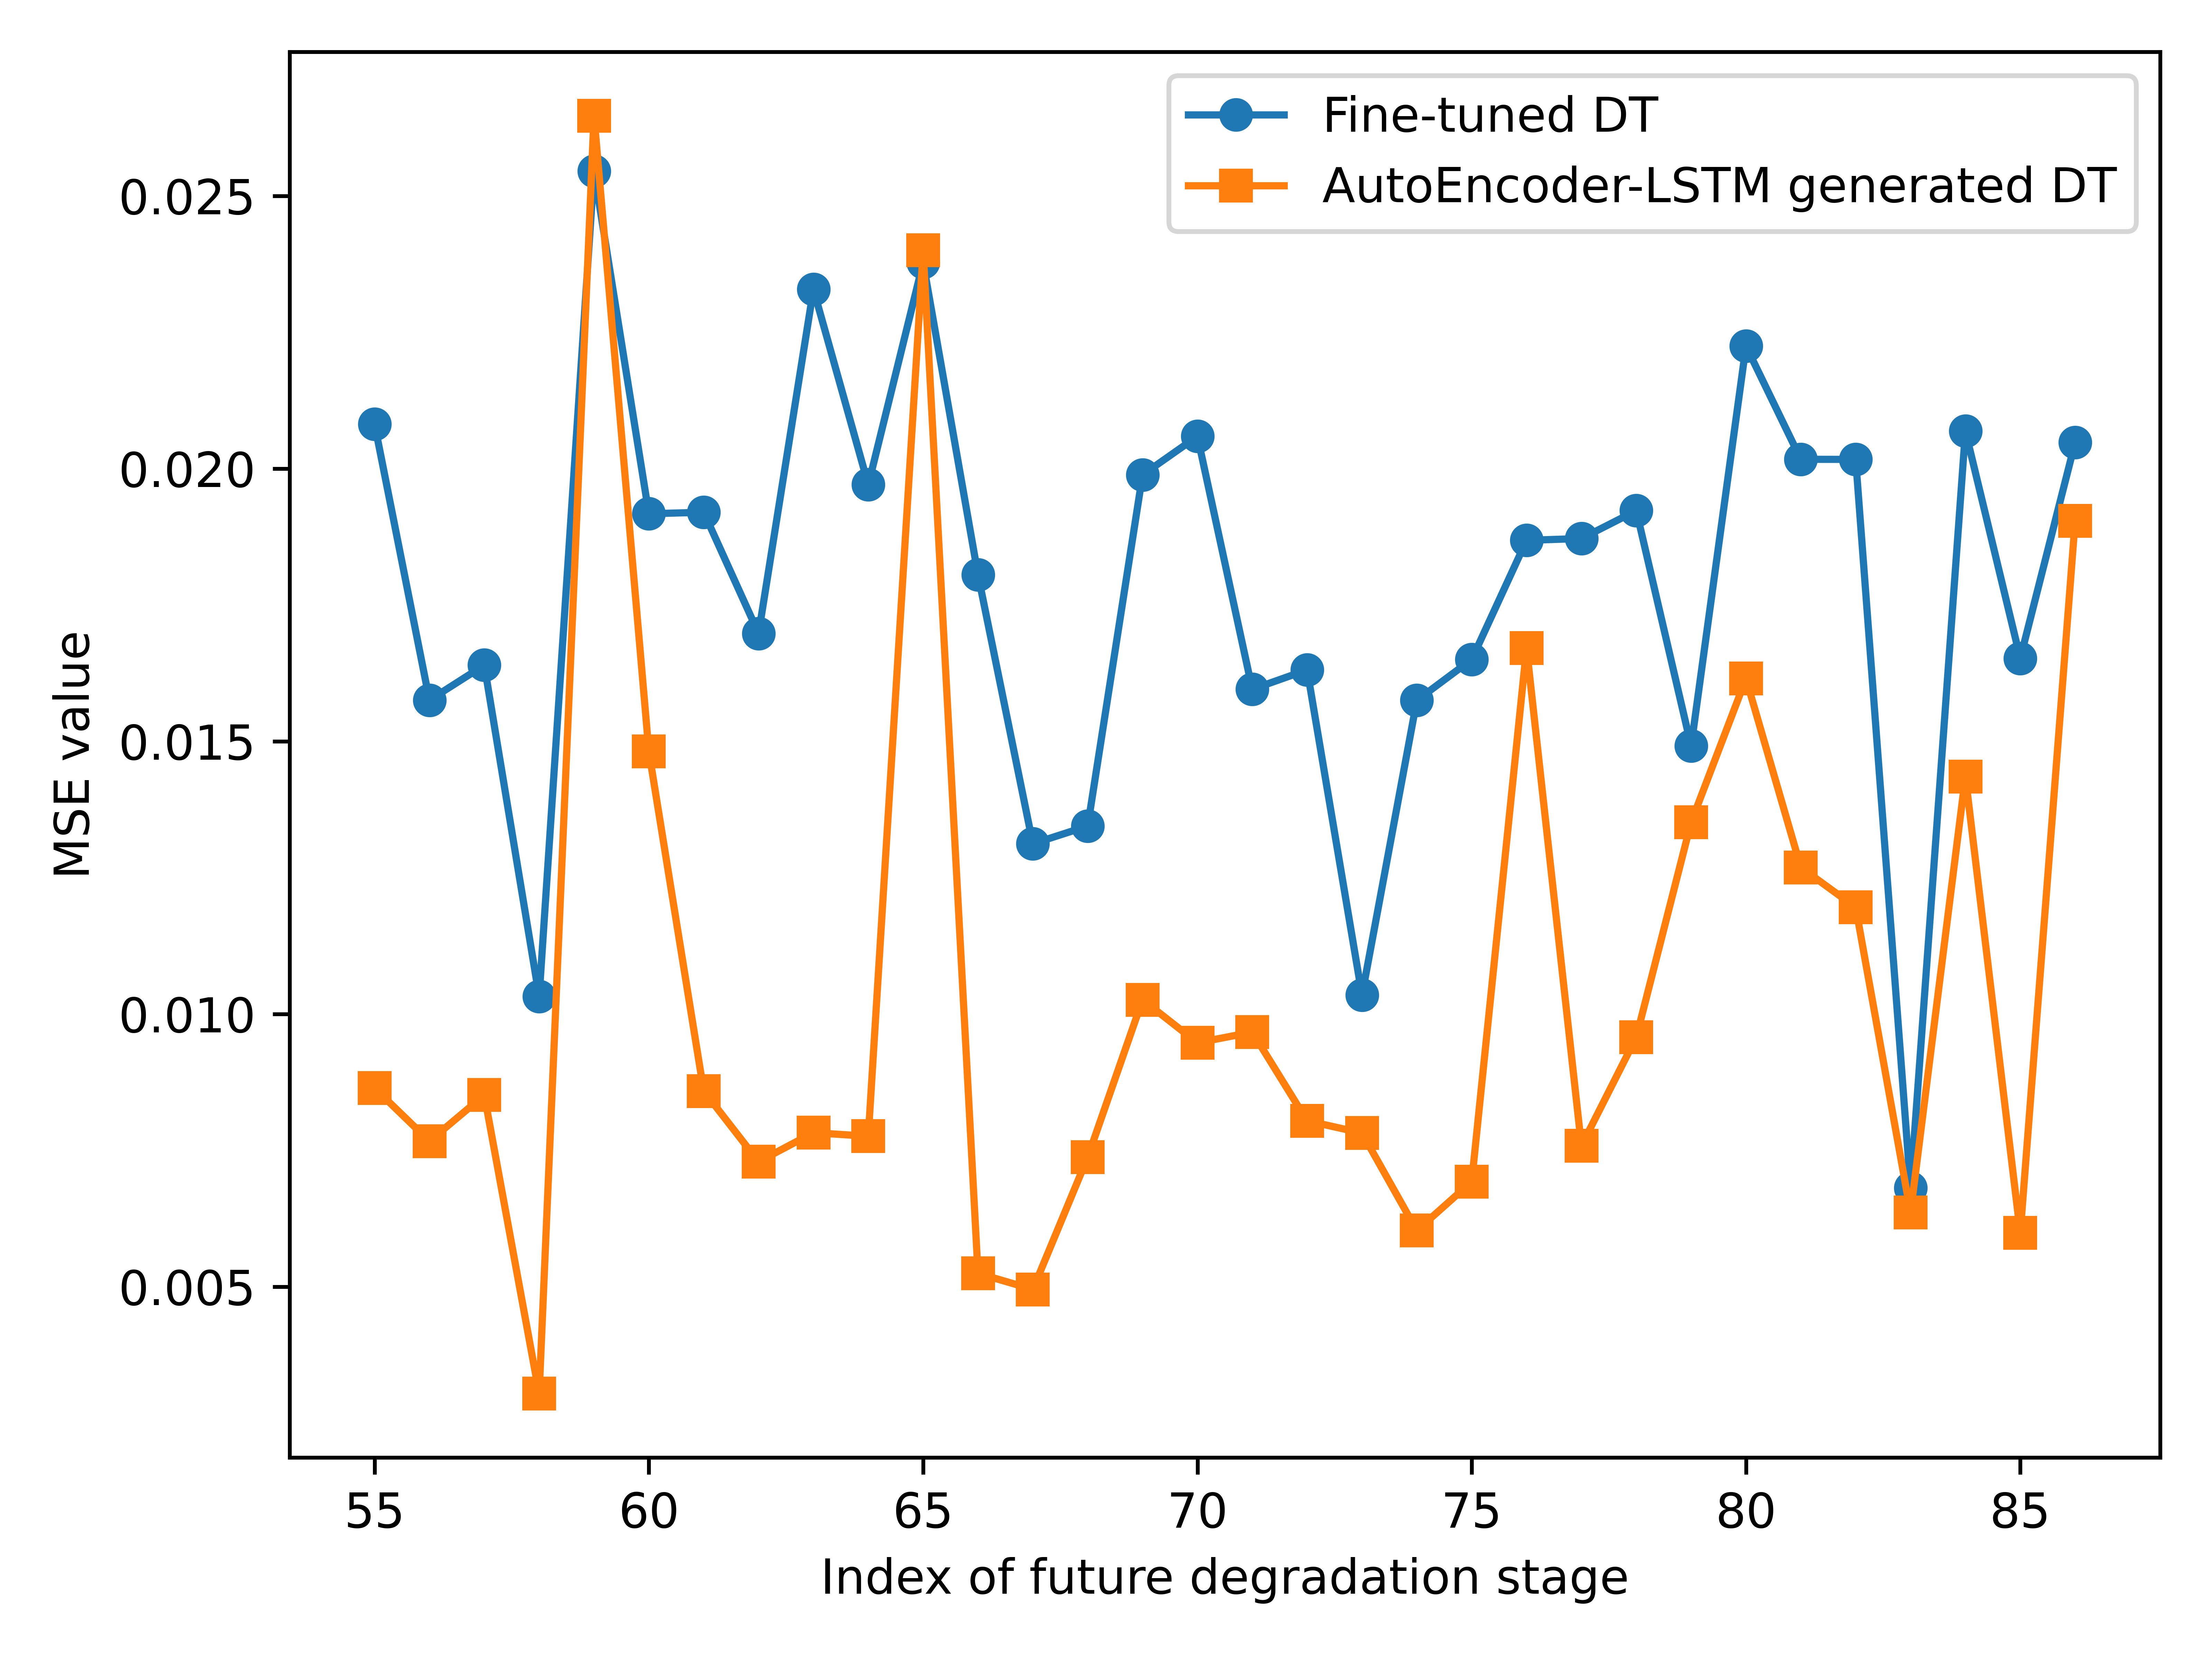 Fine-tuned DT
AutoEncoder-LSTM generated DT
0.025
0.020
0.015
0.010
0.005
MSE value
55 60 65 70 75 80 85
Index of future degradation stage